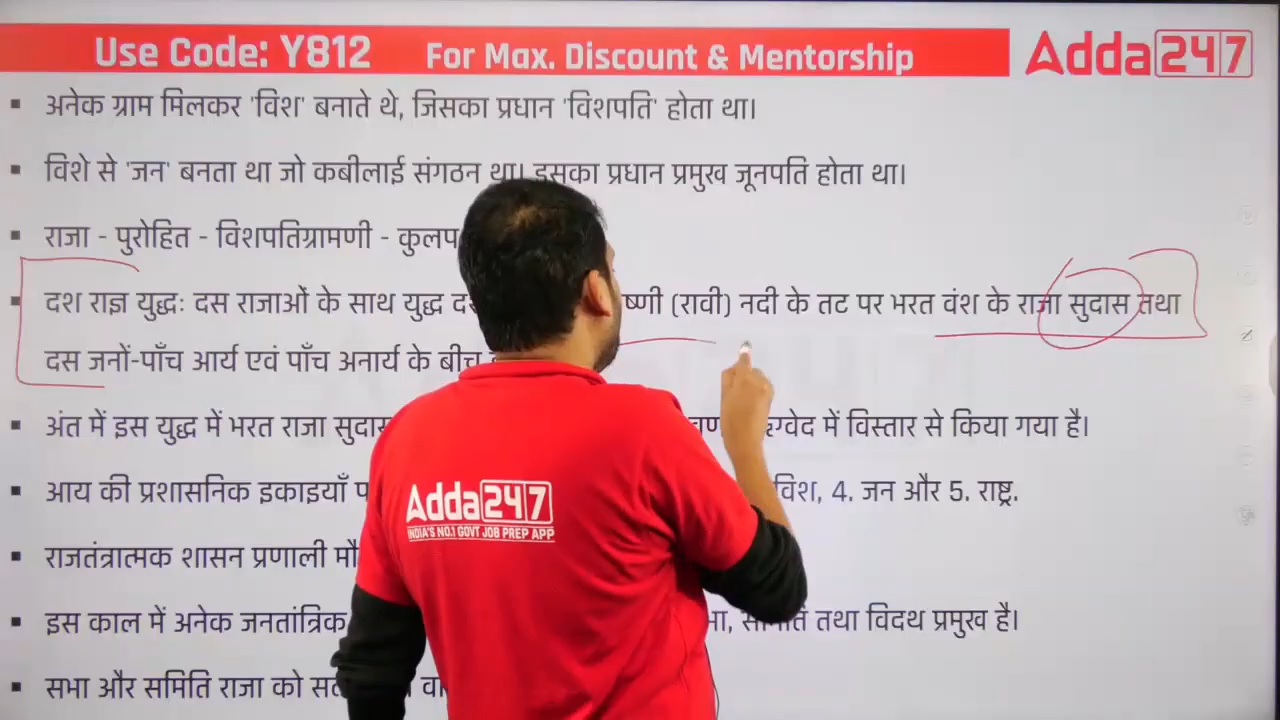 Use Code: Y812 For Max. Discount & Mentorship
Adda247
अनेक ग्राम मिलकर 'विश' बनाते थे, जिसका प्रधान 'विशपति' होता था।
विशे से 'जन' बनता था जो कबीलाई संगठन था। इसका प्रधान प्रमुख जूनपति होता था।
राजा - पुरोहित - विशपतिग्रामणी - कुलप
दश राज्ञ युद्धः दस राजाओं के साथ युद्ध ष्णी (रावी) नदी के तट पर भरत वंश के राजा सुदास तथा
दस जनों-पाँच आर्य एवं पाँच अनार्य के बीच
अंत में इस युद्ध में भरत राजा सुदास ऋग्वेद में विस्तार से किया गया है।
आय की प्रशासनिक इकाइयाँ विश, 4. जन और 5. राष्ट्र.
राजतंत्रात्मक शासन प्रणाली
इस काल में अनेक जनतांत्रिक समिति तथा विदथ प्रमुख है।
सभा और समिति राजा को
Adda247
INDIA'S NO.1 GOVT JOB PREP APP